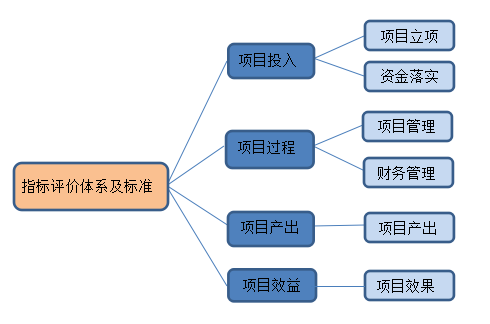 指标评价体系及标准
项目投入
项目立项
资金落实
项目过程
项目管理
财务管理
项目产出
项目产出
项目效益
项目效果